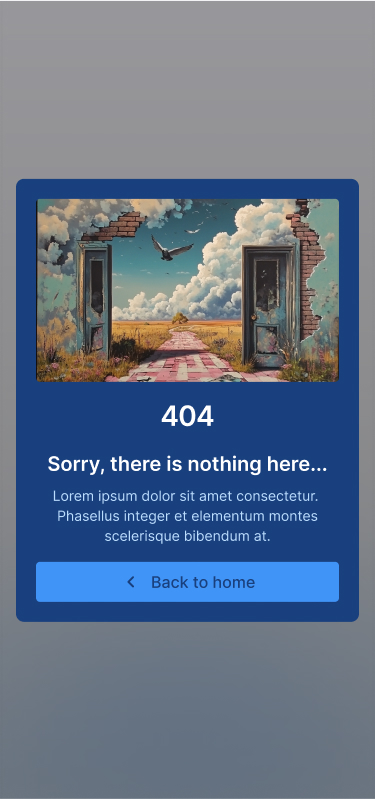 404
Sorry, there is nothing here...
Lorem ipsum dolor sit amet consectetur.
Phasellus integer et elementum montes
scelerisque bibendum at.
Back to home